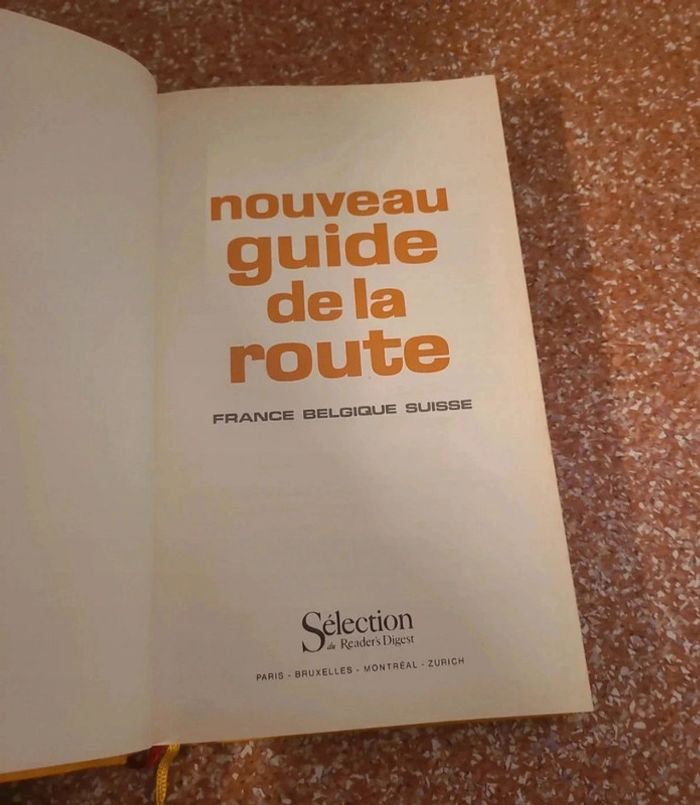 nouveau
guide
de la
route
FRANCE BELGIQUE SUISSE
Sélection
du Reader's Digest
PARIS - BRUXELLES - MONTRÉAL - ZURICH